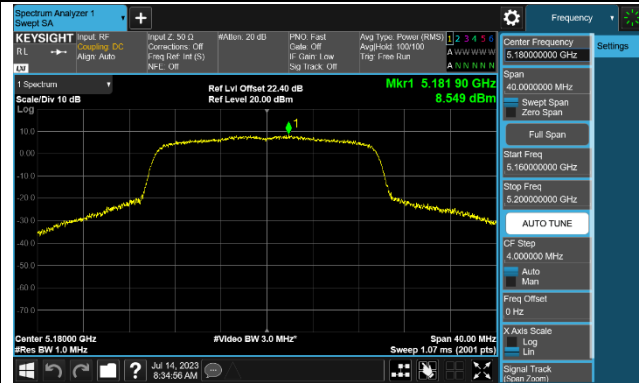 Spectrum Analyzer 1
Swept SA
Frequency
KEYSIGHT
RL
LXI
Input: RF
Coupling: DC
Align: Auto
Input Z: 50 Ω
Corrections: Off
Freq Ref: Int (S)
NFE: Off
#Atten: 20 dB
PNO: Fast
Gate: Off
IF Gain: Low
Sig Track: Off
Avg Type: Power (RMS)
Avg|Hold: 100/100
Trig: Free Run
1 2 3 4 5 6
A W W W W W
A N N N N N
1 Spectrum
Scale/Div 10 dB
Log
Ref Lvl Offset 22.40 dB
Ref Level 20.00 dBm
Mkr1 5.181 90 GHz
8.549 dBm
1
10.0
0.00
-10.0
-20.0
-30.0
-40.0
-50.0
-60.0
-70.0
Center 5.18000 GHz
#Res BW 1.0 MHz
#Video BW 3.0 MHz*
Span 40.00 MHz
Sweep 1.07 ms (2001 pts)
Jul 14, 2023
8:34:56 AM
Settings
Center Frequency
5.180000000 GHz
Span
40.0000000 MHz
Swept Span
Zero Span
Full Span
Start Freq
5.160000000 GHz
Stop Freq
5.200000000 GHz
AUTO TUNE
CF Step
4.000000 MHz
Auto
Man
Freq Offset
0 Hz
X Axis Scale
Log
Lin
Signal Track
(Span Zoom)